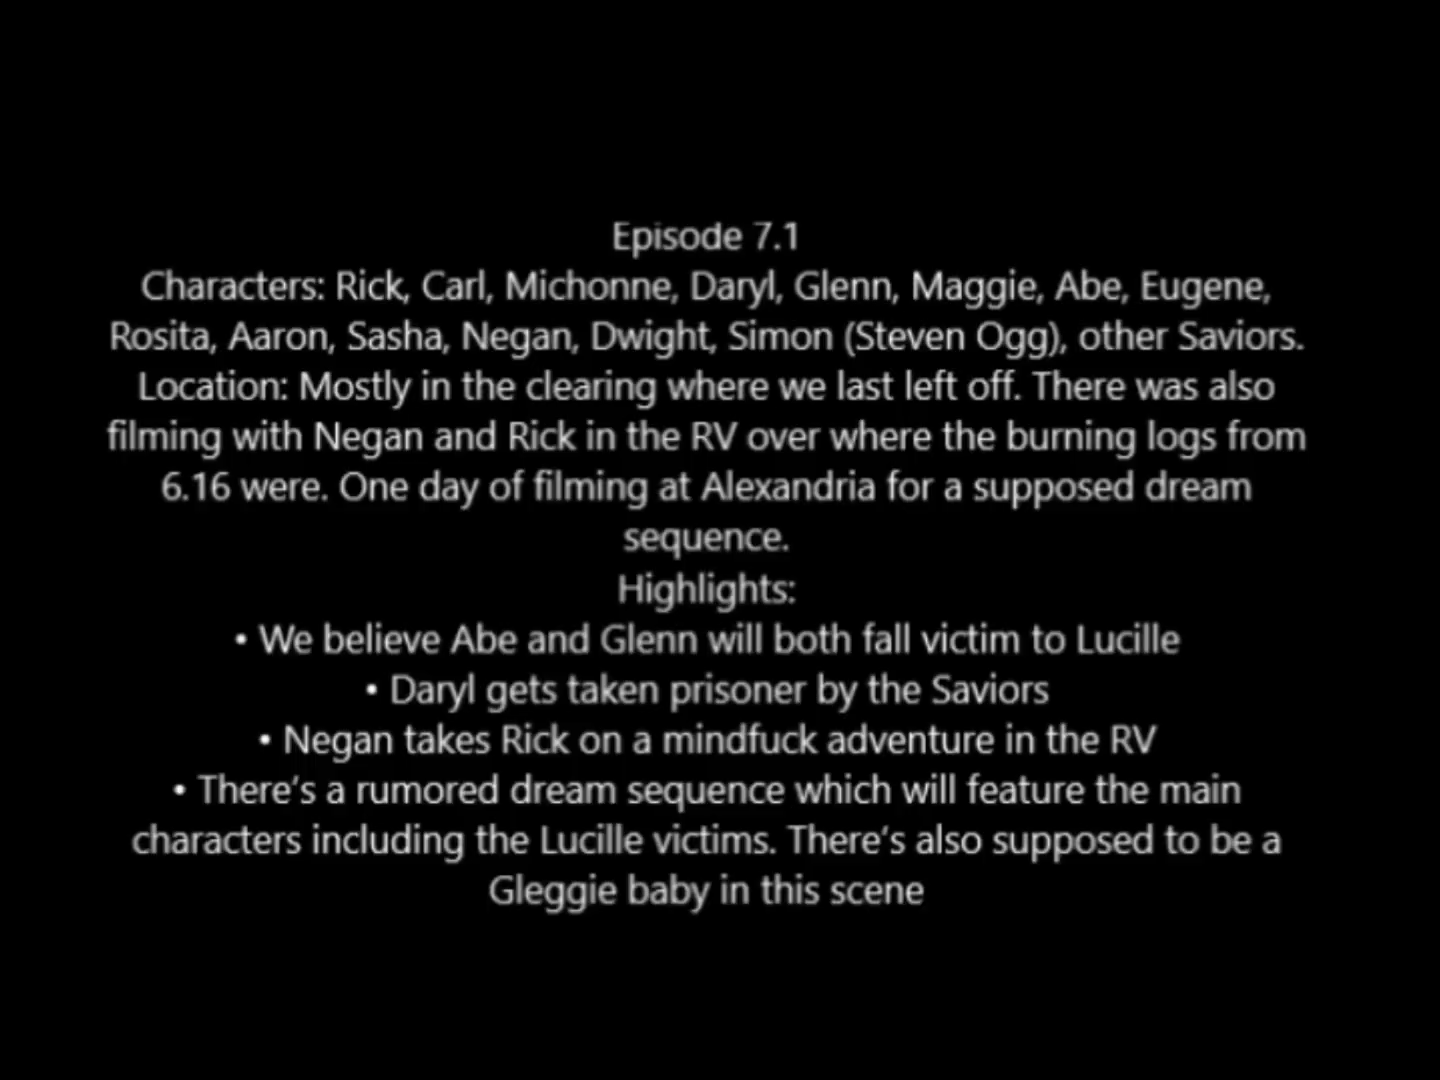 Episode 7.1
Characters: Rick, Carl, Michonne, Daryl, Glenn, Maggie, Abe, Eugene,
Rosita, Aaron, Sasha, Negan, Dwight, Simon (Steven Ogg), other Saviors.
Location: Mostly in the clearing where we last left off. There was also
filming with Negan and Rick in the RV over where the burning logs from
6.16 were. One day of filming at Alexandria for a supposed dream
sequence.
Highlights:
• We believe Abe and Glenn will both fall victim to Lucille
• Daryl gets taken prisoner by the Saviors
• Negan takes Rick on a mindfuck adventure in the RV
• There’s a rumored dream sequence which will feature the main
characters including the Lucille victims. There’s also supposed to be a
Gleggie baby in this scene